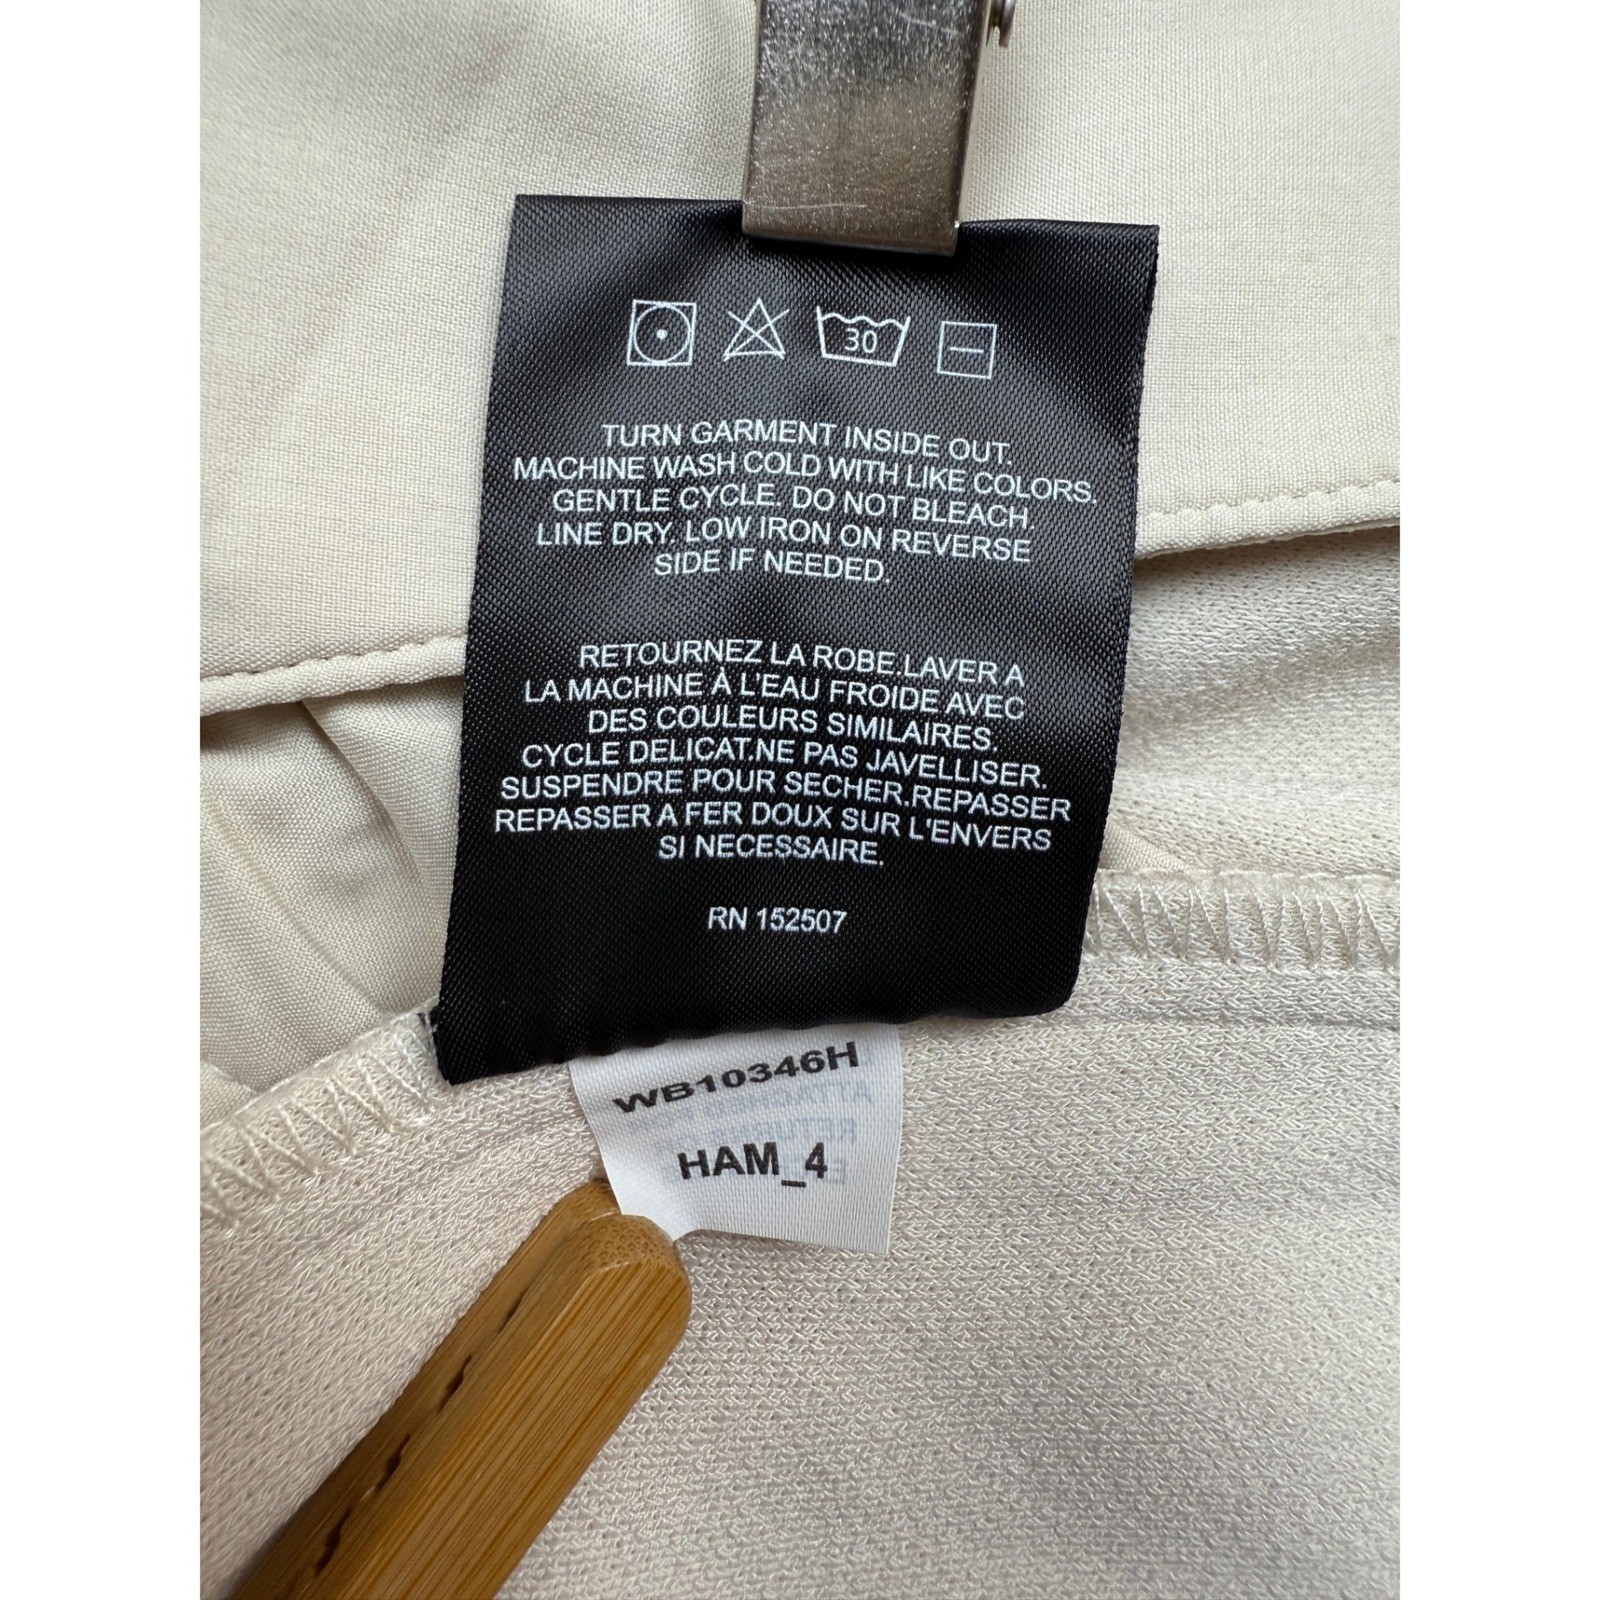 30
TURN GARMENT INSIDE OUT.
MACHINE WASH COLD WITH LIKE COLORS.
GENTLE CYCLE. DO NOT BLEACH.
LINE DRY. LOW IRON ON REVERSE
SIDE IF NEEDED.
RETOURNEZ LA ROBE.LAVER A
LA MACHINE À L'EAU FROIDE AVEC
DES COULEURS SIMILAIRES.
CYCLE DELICAT.NE PAS JAVELLISER.
SUSPENDRE POUR SECHER.REPASSER
REPASSER A FER DOUX SUR L'ENVERS
SI NECESSAIRE.
RN 152507
WB10346H
HAM_4